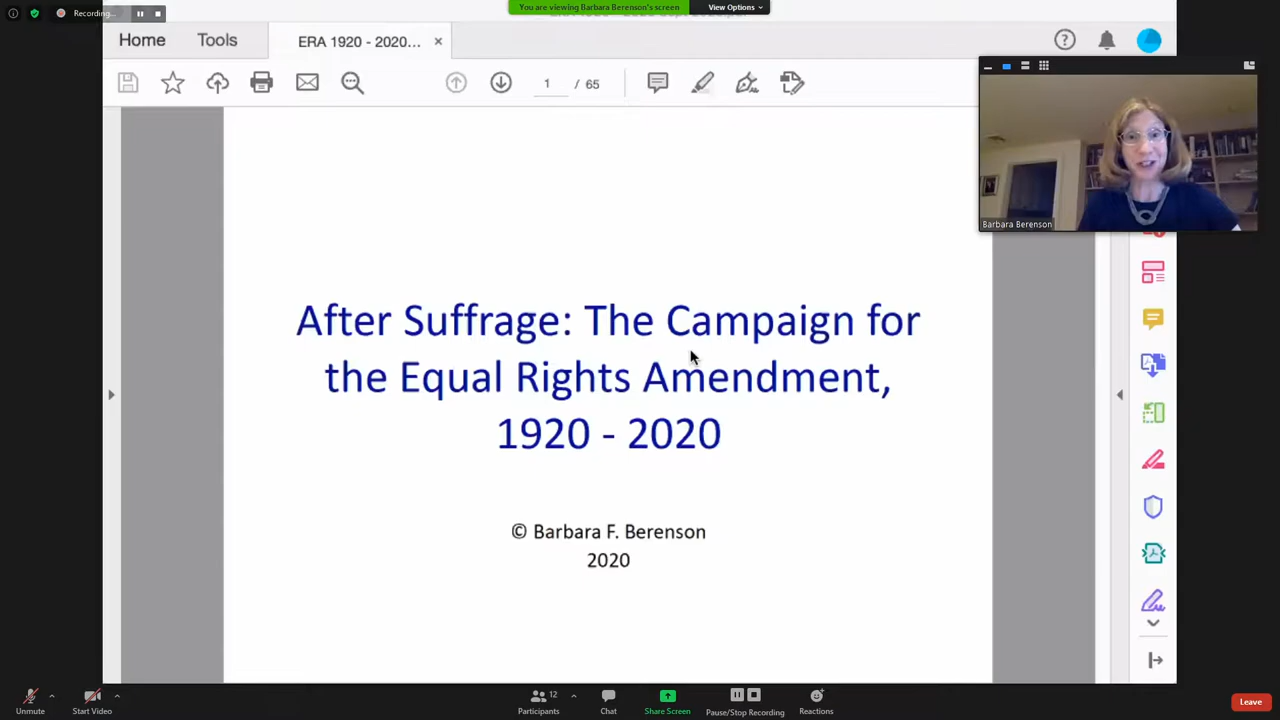 Recording...
You are viewing Barbara Berenson's screen
View Options
Home
Tools
ERA 1920 - 2020...
1 / 65
Barbara Berenson
After Suffrage: The Campaign for
the Equal Rights Amendment,
1920 - 2020
© Barbara F. Berenson
2020
Unmute
Start Video
12
Participants
Chat
Share Screen
Pause/Stop Recording
Reactions
Leave